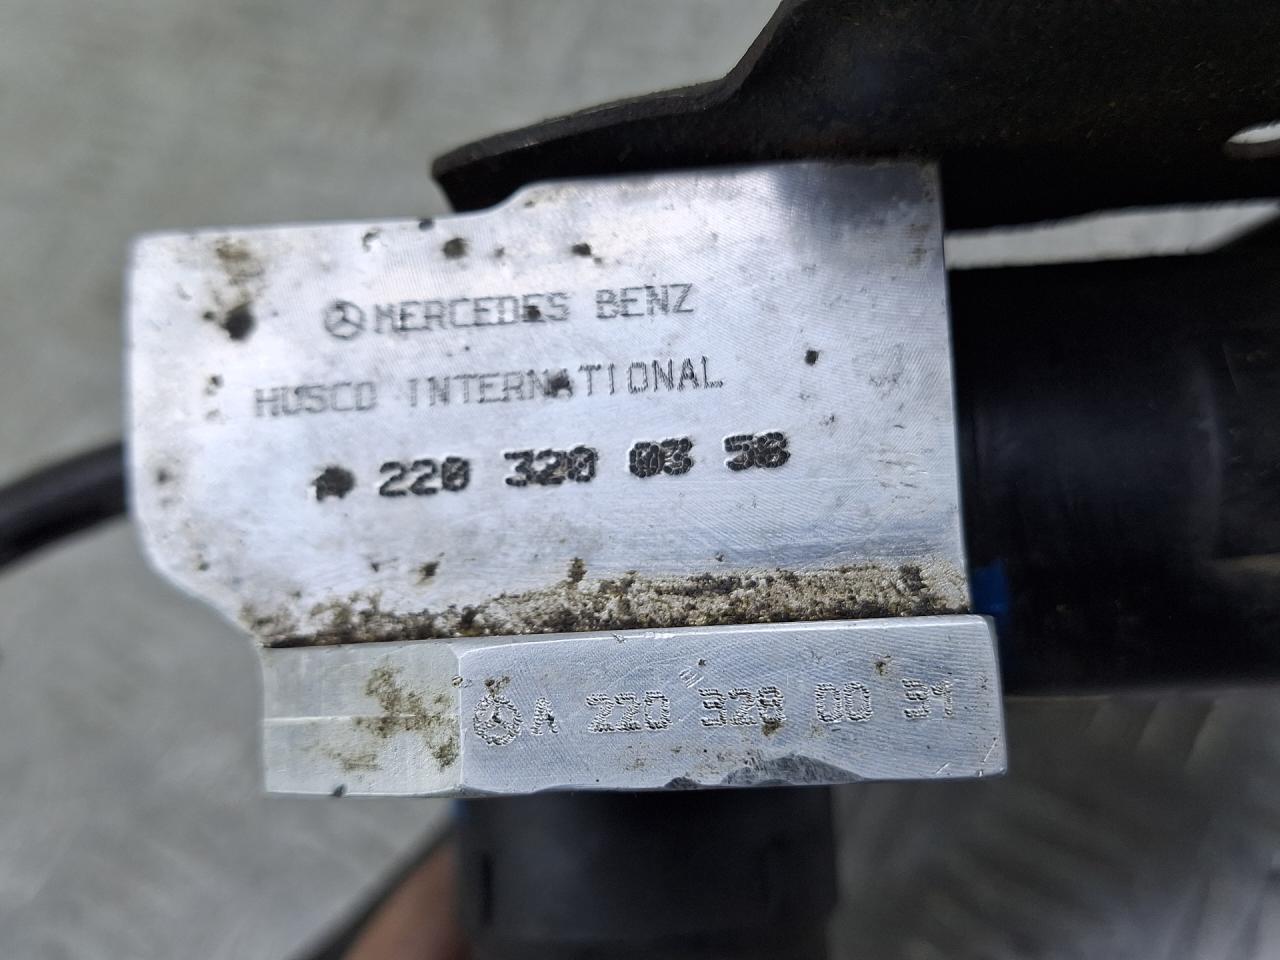 MERCEDES BENZ
HUSCO INTERNATIONAL
A 220 320 03 58
A 220 328 00 31